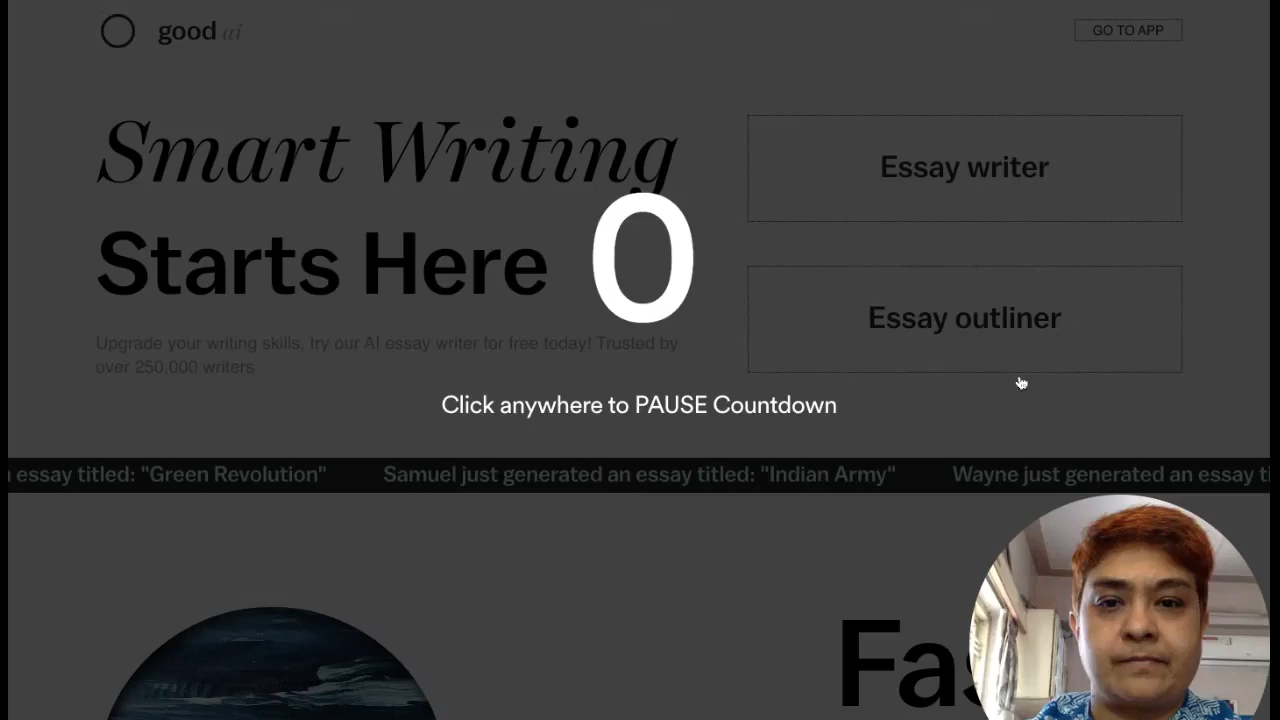 good ai
GO TO APP
Smart Writing
Starts Here
Upgrade your writing skills, try our AI essay writer for free today! Trusted by
over 250,000 writers
Essay writer
Essay outliner
0
Click anywhere to PAUSE Countdown
essay titled: "Green Revolution" Samuel just generated an essay titled: "Indian Army" Wayne just generated an essay